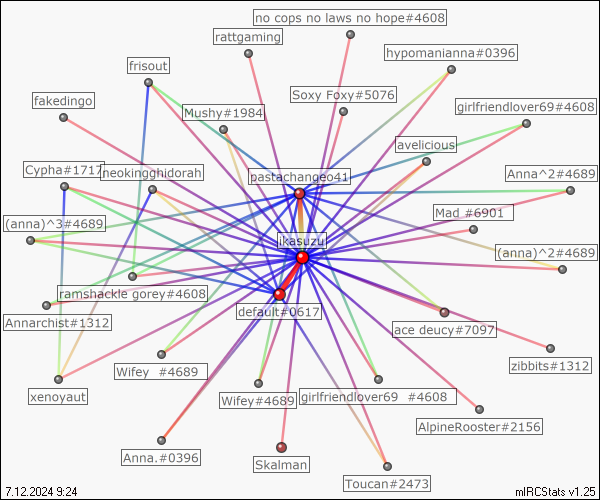 no cops no laws no hope#4608
rattgaming
hypomanianna#0396
frisout
Soxy Foxy#5076
fakedingo
Mushy#1984
girlfriendlover69#4608
avelicious
Cypha#1717
neokingghidorah
pastachangeo41
Anna^2#4689
(anna)^3#4689
Mad #6901
ikasuzu
(anna)^2#4689
ramshackle gorey#4608
Annarchist#1312
default#0617
ace deucy#7097
zibbits#1312
Wifey #4689
xenoyaut
Wifey#4689
girlfriendlover69 #4608
AlpineRooster#2156
Anna.#0396
Skalman
Toucan#2473
7.12.2024 9:24
mIRCStats v1.25